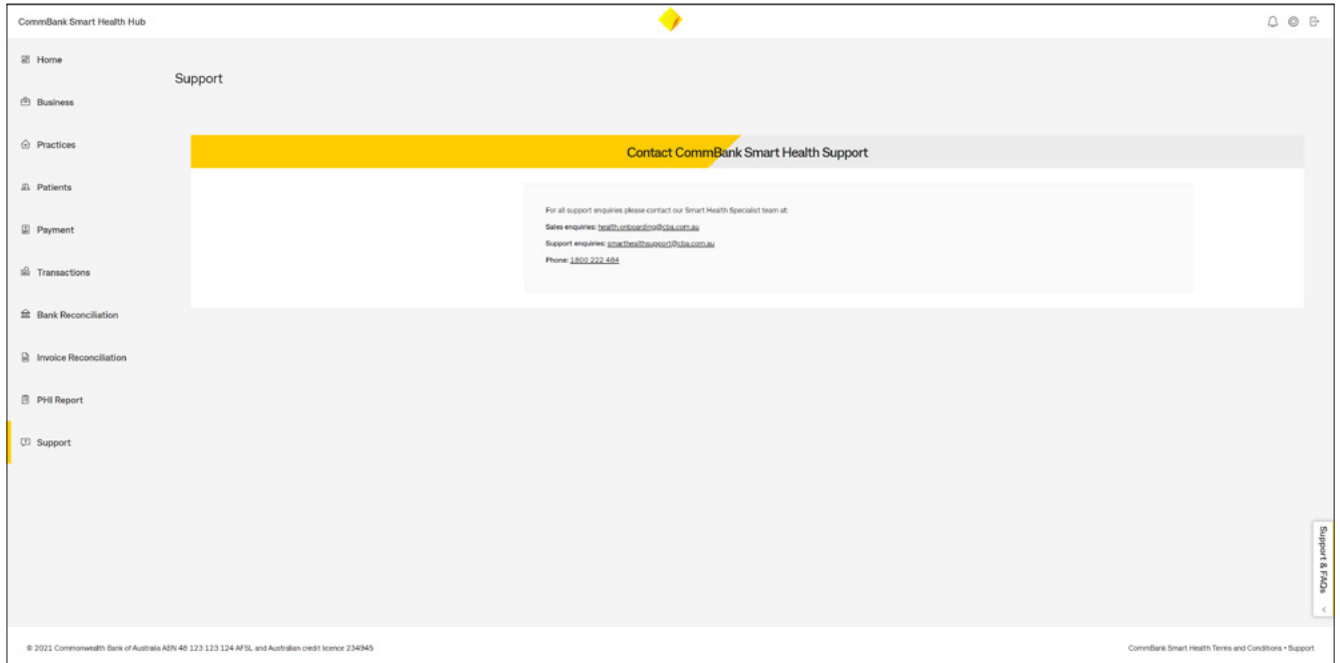 CommBank Smart Health Hub
Home
Support
Business
Practices
Contact CommBank Smart Health Support
Patients
For all support enquiries please contact our Smart Health Specialist team at:
Sales enquiries: health.onboarding@cba.com.au
Payment
Support enquiries: smarthealthsupport@cba.com.au
Phone: 1800 222 484
Transactions
Bank Reconciliation
Invoice Reconciliation
PHI Report
Support
Support & FAQs
© 2021 Commonwealth Bank of Australia ABN 48 123 123 124 AFSL and Australian credit licence 234945
CommBank Smart Health Terms and Conditions • Support